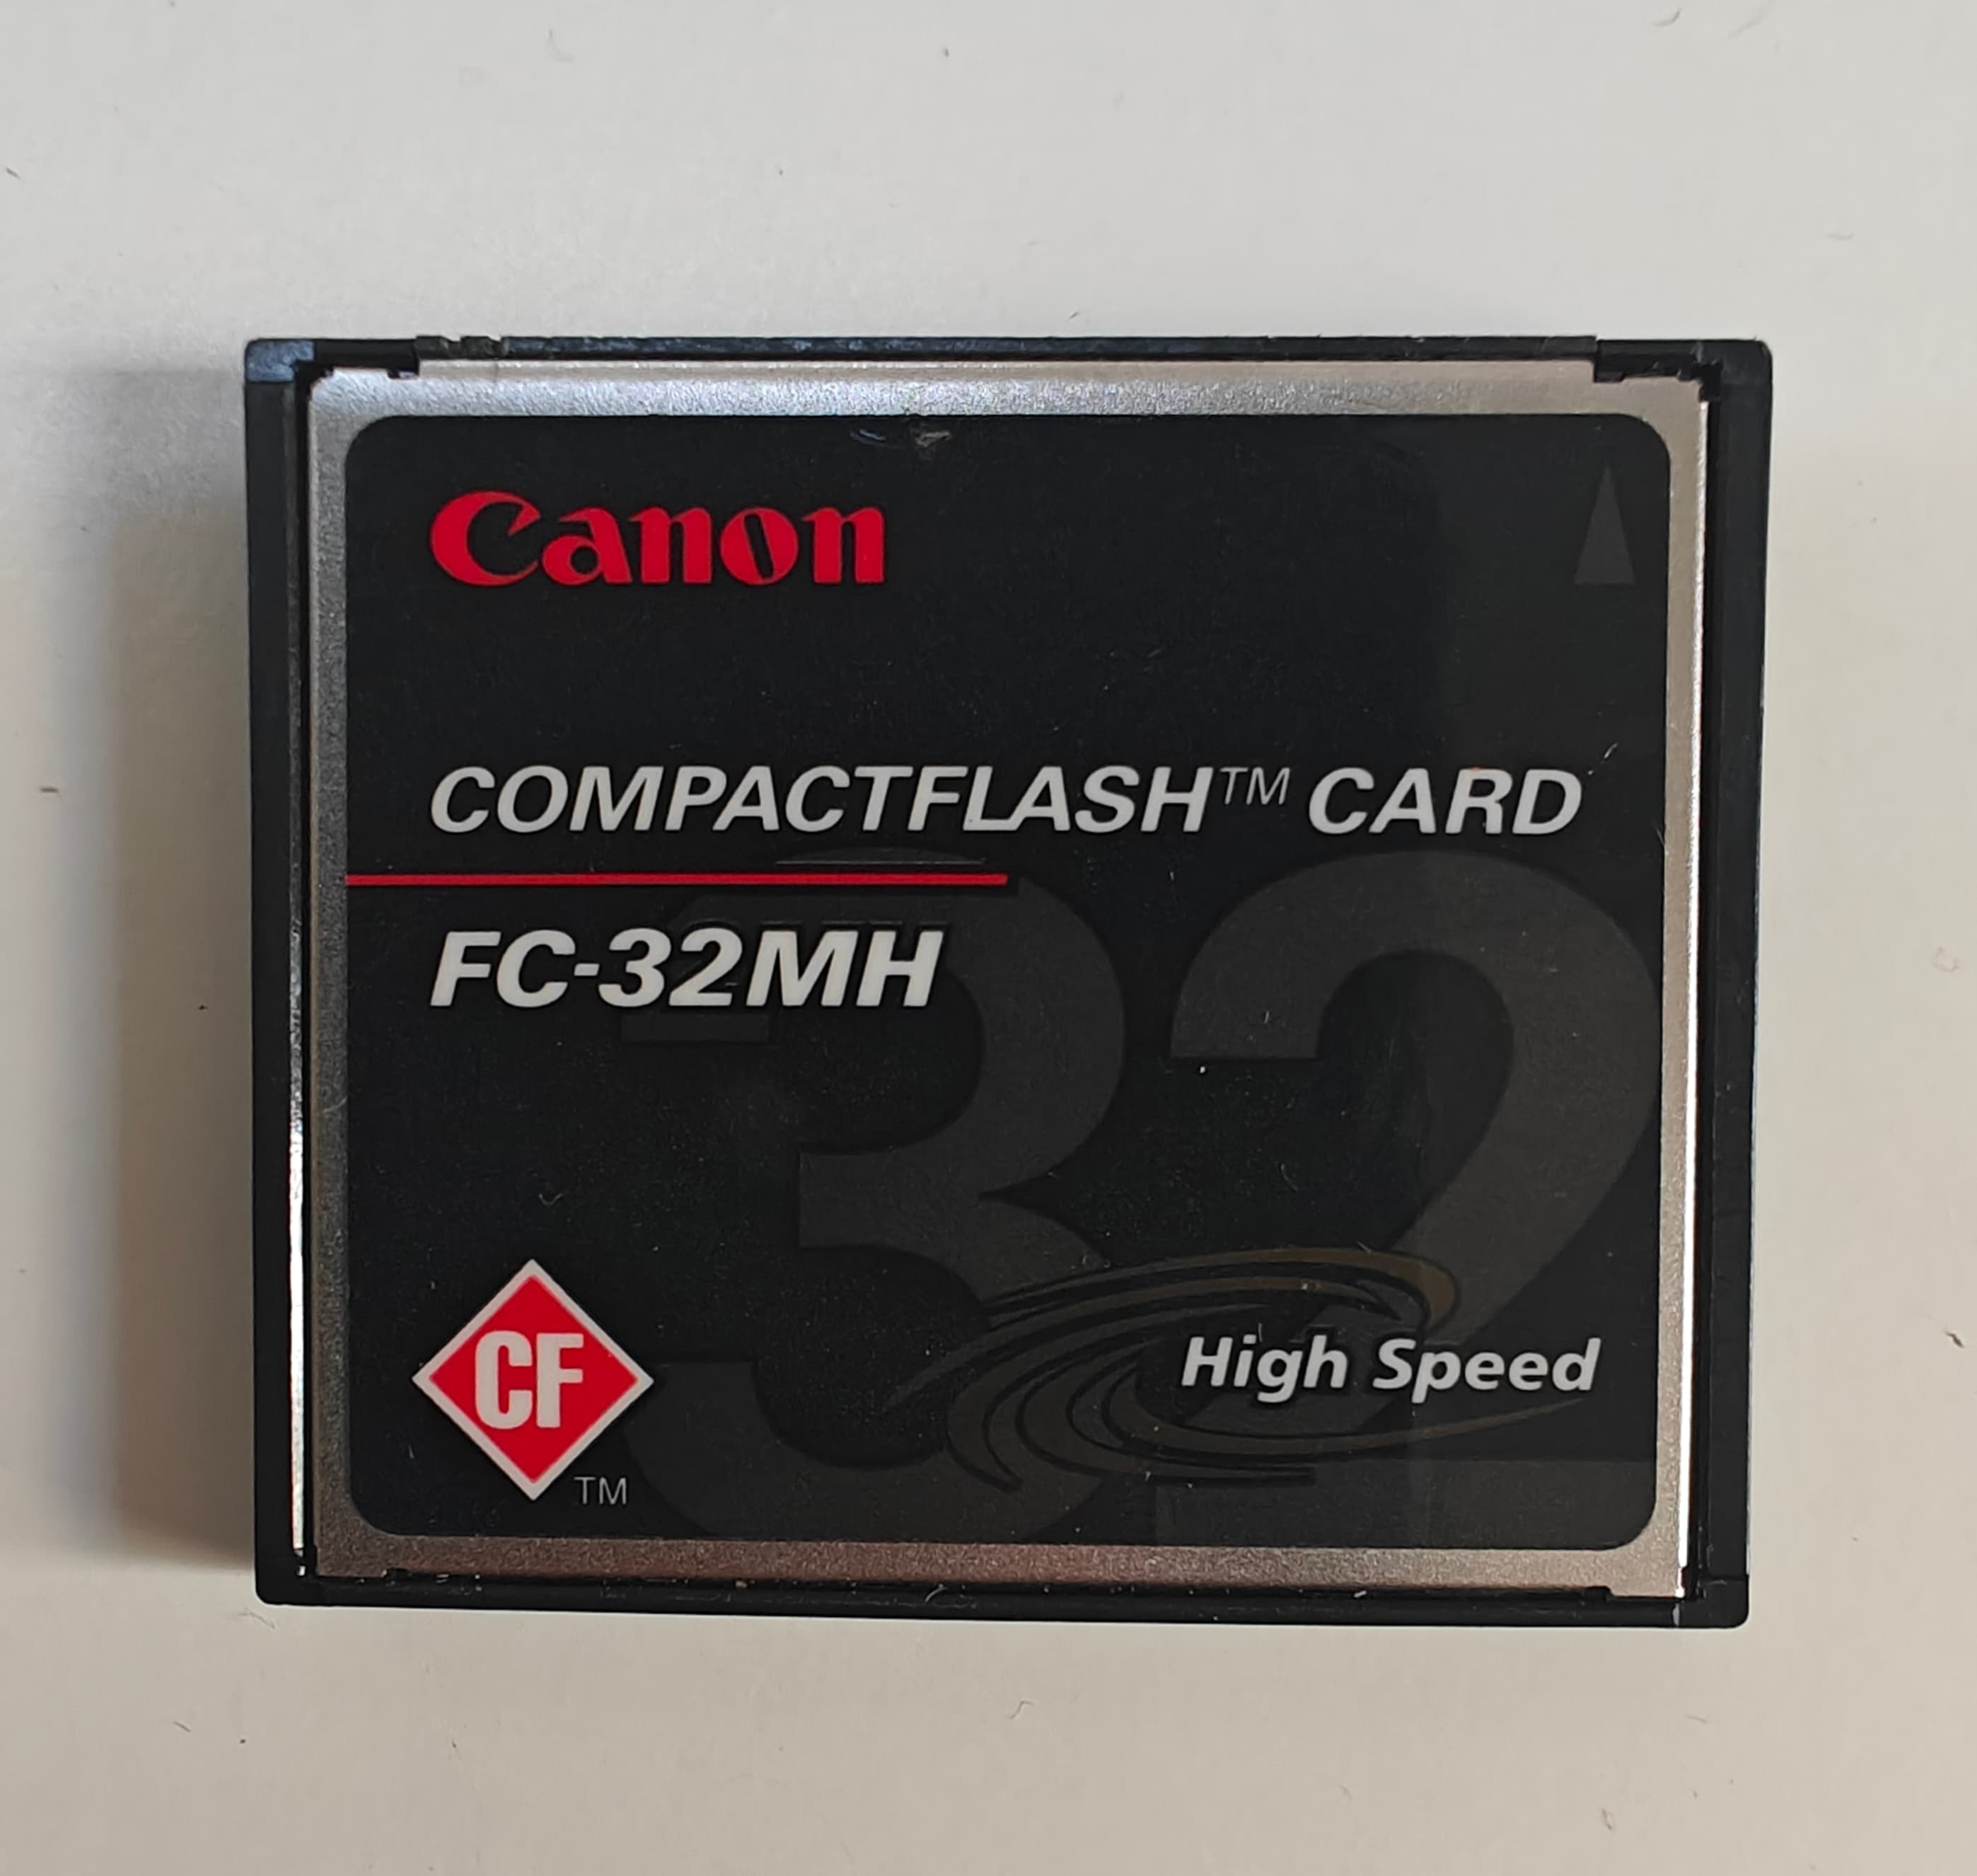 Canon
COMPACTFLASH™ CARD
FC-32MH
32
CF
TM
High Speed